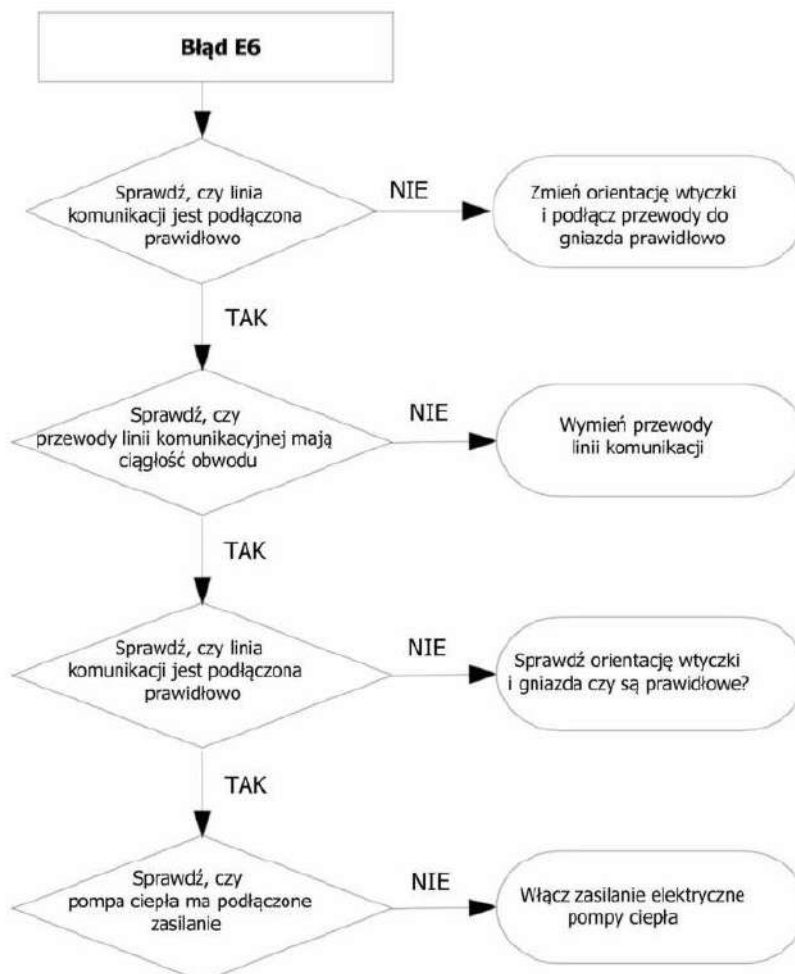 Błąd E6
Sprawdź, czy linia
komunikacji jest podłączona
prawidłowo
NIE
Zmień orientację wtyczki
i podłącz przewody do
gniazda prawidłowo
TAK
Sprawdź, czy
przewody linii komunikacyjnej mają
ciągłość obwodu
NIE
Wymień przewody
linii komunikacji
TAK
Sprawdź, czy linia
komunikacji jest podłączona
prawidłowo
NIE
Sprawdź orientację wtyczki
i gniazda czy są prawidłowe?
TAK
Sprawdź, czy
pompa ciepła ma podłączone
zasilanie
NIE
Włącz zasilanie elektryczne
pompy ciepła